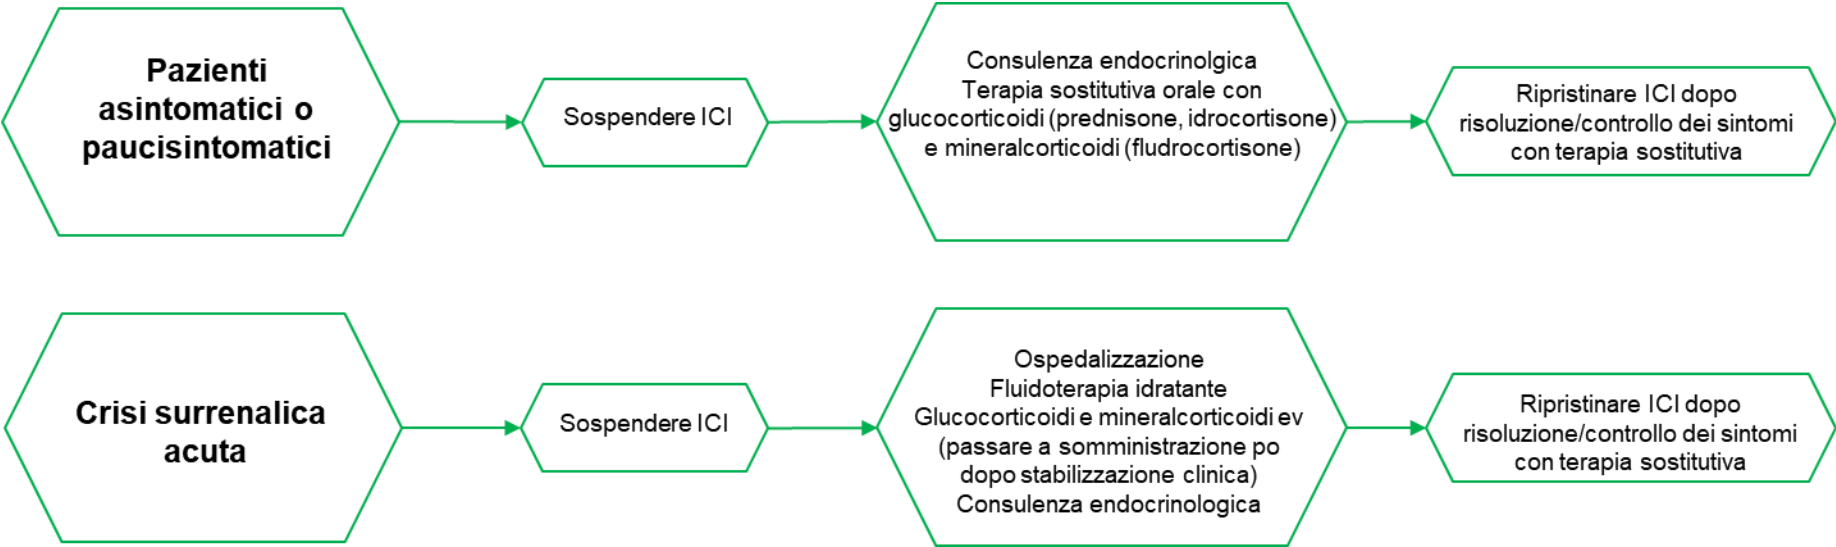 Pazienti
asintomatici o
paucisintomatici
Sospendere ICI
Consulenza endocrinolgica
Terapia sostitutiva orale con
glucocorticoidi (prednisone, idrocortisone)
e mineralcorticoidi (fludrocortisone)
Ripristinare ICI dopo
risoluzione/controllo dei sintomi
con terapia sostitutiva
Crisi surrenalica
acuta
Sospendere ICI
Ospedalizzazione
Fluidoterapia idratante
Glucocorticoidi e mineralcorticoidi ev
(passare a somministrazione po
dopo stabilizzazione clinica)
Consulenza endocrinologica
Ripristinare ICI dopo
risoluzione/controllo dei sintomi
con terapia sostitutiva